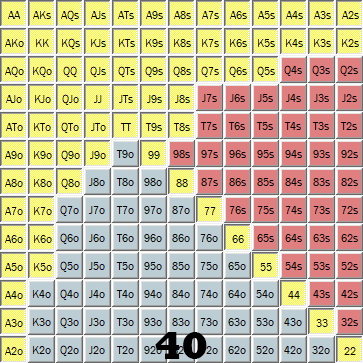 AA AKs AQs AJs ATs A9s A8s A7s A6s A5s A4s A3s A2s
AKo KK KQs KJs KTs K9s K8s K7s K6s K5s K4s K3s K2s
AQo KQo QQ QJs QTs Q9s Q8s Q7s Q6s Q5s Q4s Q3s Q2s
AJo KJo QJo JJ JTs J9s J8s J7s J6s J5s J4s J3s J2s
ATo KTo QTo JTo TT T9s T8s T7s T6s T5s T4s T3s T2s
A9o K9o Q9o J9o T9o 99 98s 97s 96s 95s 94s 93s 92s
A8o K8o Q8o J8o T8o 98o 88 87s 86s 85s 84s 83s 82s
A7o K7o Q7o J7o T7o 97o 87o 77 76s 75s 74s 73s 72s
A6o K6o Q6o J6o T6o 96o 86o 76o 66 65s 64s 63s 62s
A5o K5o Q5o J5o T5o 95o 85o 75o 65o 55 54s 53s 52s
A4o K4o Q4o J4o T4o 94o 84o 74o 64o 54o 44 43s 42s
A3o K3o Q3o J3o T3o 93o 83o 73o 63o 53o 43o 33 32s
A2o K2o Q2o J2o T2o 40 62o 52o 42o 32o 22